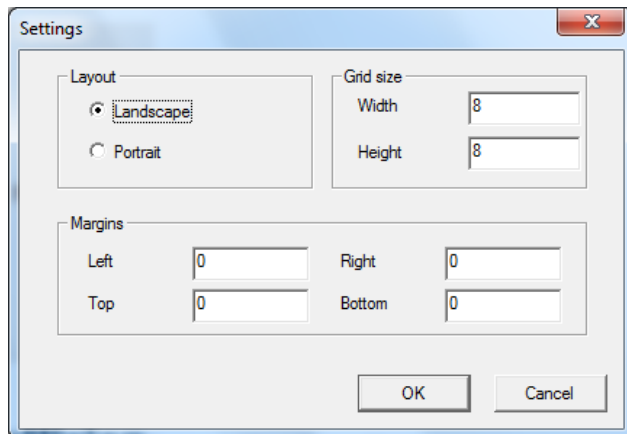 Settings
Layout
Landscape
Portrait
Grid size
Width 8
Height 8
Margins
Left 0 Right 0
Top 0 Bottom 0
OK Cancel